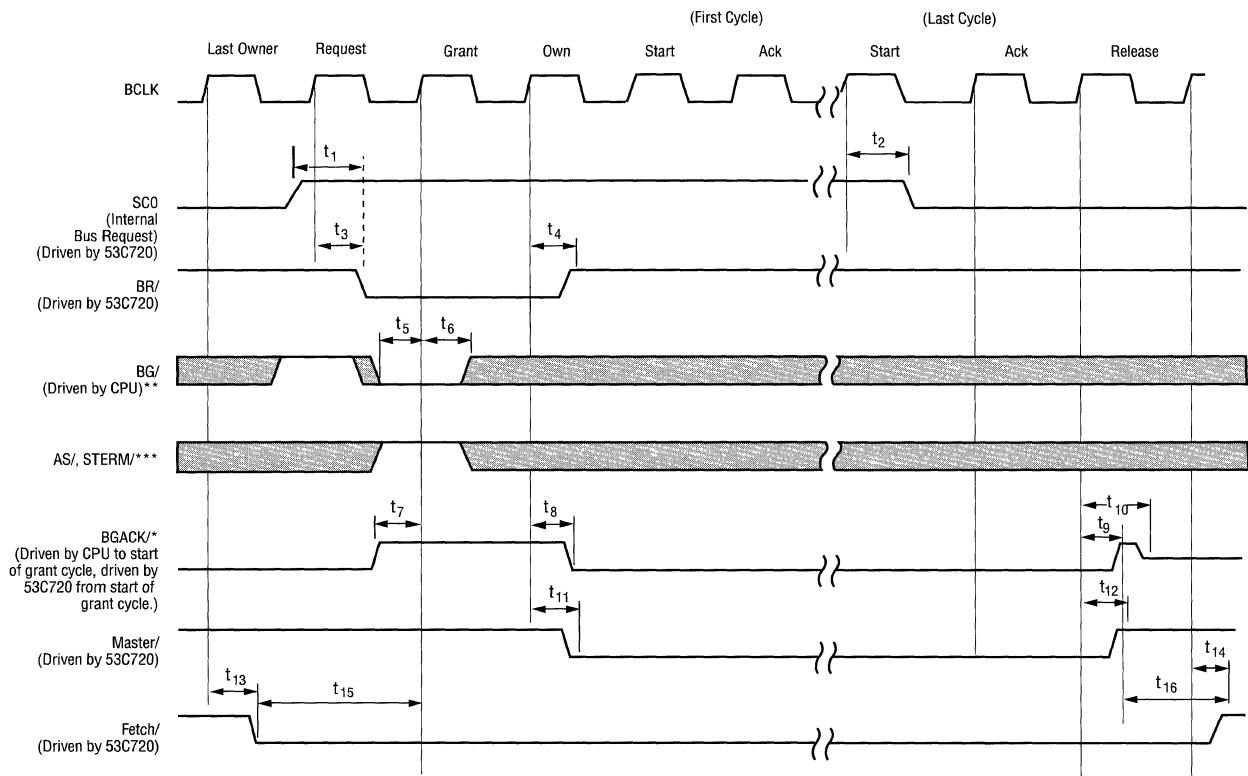 (First Cycle) (Last Cycle)
Last Owner Request Grant Own Start Ack Start Ack Release
BCLK
t1 t2
SC0
(Internal
Bus Request)
(Driven by 53C720)
t3 t4
BR/
(Driven by 53C720)
t5 t6
BG/
(Driven by CPU)**
AS/, STERM/***
t10
t7 t8 t9
BGACK/*
(Driven by CPU to start
of grant cycle, driven by
53C720 from start of
grant cycle.)
t11 t12
Master/
(Driven by 53C720)
t14
t13 t15 t16
Fetch/
(Driven by 53C720)